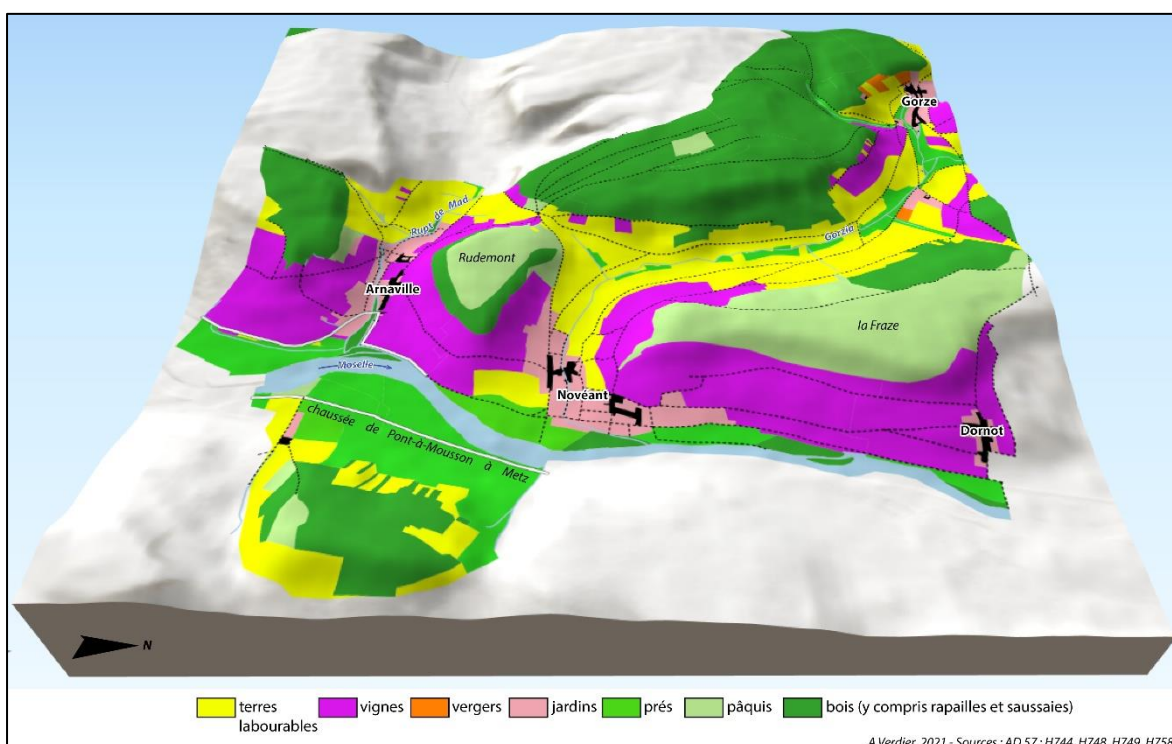 Gorze
Rupt de Mad
Gorzia
Rudemont
Arnaville
la Fraze
Moselle
Novéant
chaussée de Pont-à-Mousson à Metz
Dornot
N
terres labourables
vignes
vergers
jardins
prés
pâquis
bois (y compris rapailles et saussaies)
A.Verdier, 2021 - Sources : AD 57 : H744, H748, H749, H758